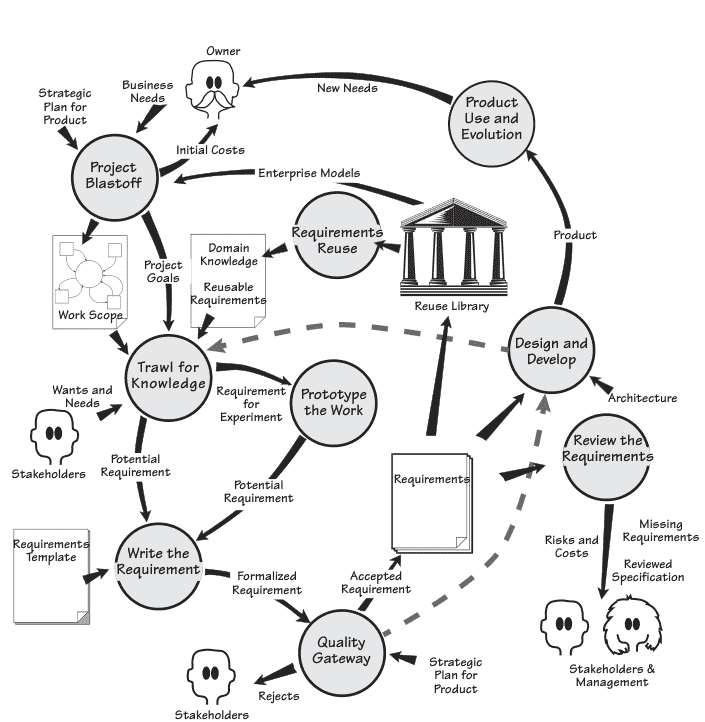 Owner
Strategic
Plan for
Product
Business
Needs
New Needs
Product
Use and
Evolution
Initial Costs
Project
Blastoff
Enterprise Models
Requirements
Reuse
Domain
Knowledge
Reusable
Requirements
Project
Goals
Work Scope
Product
Reuse Library
Trawl for
Knowledge
Design and
Develop
Wants and
Needs
Stakeholders
Requirement
for
Experiment
Prototype
the Work
Architecture
Review the
Requirements
Potential
Requirement
Potential
Requirement
Requirements
Requirements
Template
Write the
Requirement
Formalized
Requirement
Accepted
Requirement
Risks and
Costs
Missing
Requirements
Reviewed
Specification
Quality
Gateway
Strategic
Plan for
Product
Rejects
Stakeholders
Stakeholders &
Management